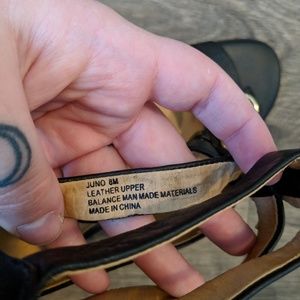 JUNO 8M
LEATHER UPPER
BALANCE MAN MADE MATERIALS
MADE IN CHINA